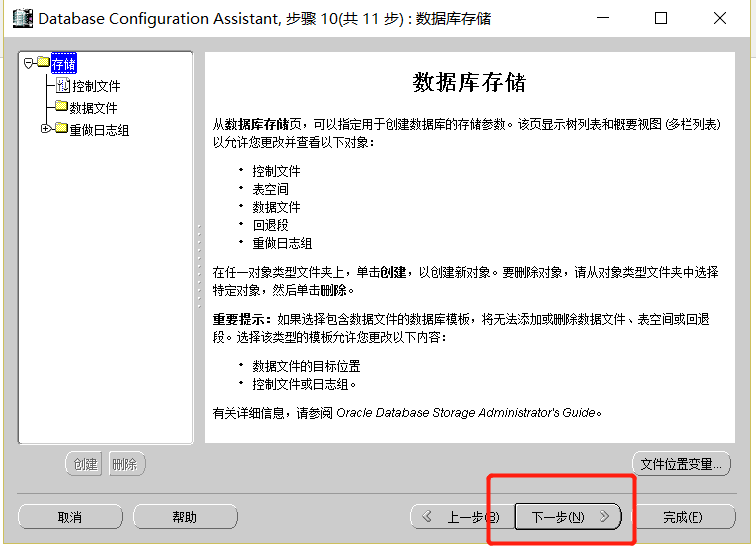 Database Configuration Assistant, 步骤 10(共 11 步) : 数据库存储
存储
控制文件
数据文件
重做日志组
数据库存储
从数据库存储页，可以指定用于创建数据库的存储参数。该页显示树列表和概要视图 (多栏列表)
以允许您更改并查看以下对象:
• 控制文件
• 表空间
• 数据文件
• 回退段
• 重做日志组
在任一对象类型文件夹上，单击创建，以创建新对象。要删除对象，请从对象类型文件夹中选择
特定对象，然后单击删除。
重要提示: 如果选择包含数据文件的数据库模板，将无法添加或删除数据文件、表空间或回退
段。选择该类型的模板允许您更改以下内容:
• 数据文件的目标位置
• 控制文件或日志组。
有关详细信息，请参阅 Oracle Database Storage Administrator's Guide。
创建
删除
文件位置变量...
取消
帮助
上一步(B)
下一步(N)
完成(F)